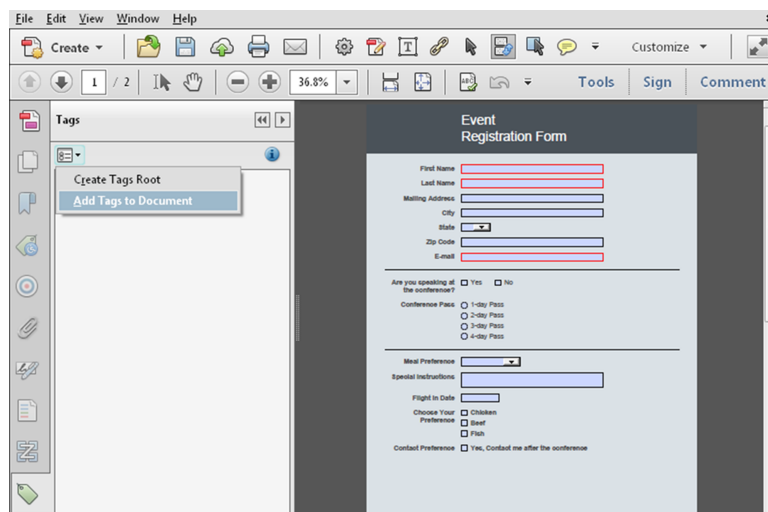 File Edit View Window Help
Create Customize
1 / 2 36.8% Tools Sign Comment
Tags
Create Tags Root
Add Tags to Document
Event
Registration Form
First Name
Last Name
Mailing Address
City
State
Zip Code
E-mail
Are you speaking at Yes No
the conference?
Conference Pass 1-day Pass
2-day Pass
3-day Pass
4-day Pass
Meal Preference
Special Instructions
Flight In Date
Choose Your Chicken
Preference Beef
Fish
Contact Preference Yes, Contact me after the conference